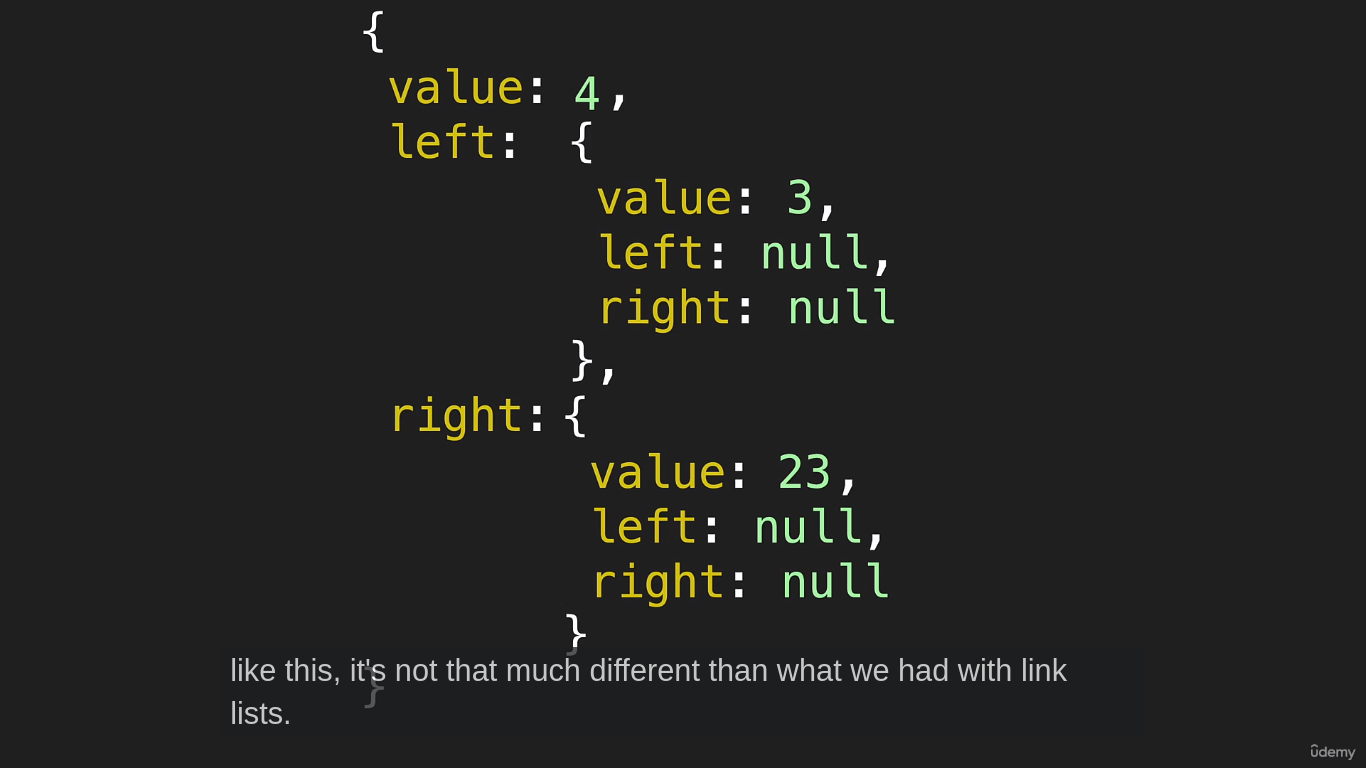 {
value: 4,
left: {
value: 3,
left: null,
right: null
},
right: {
value: 23,
left: null,
right: null
}
}
like this, it's not that much different than what we had with link
lists.
ûdemy